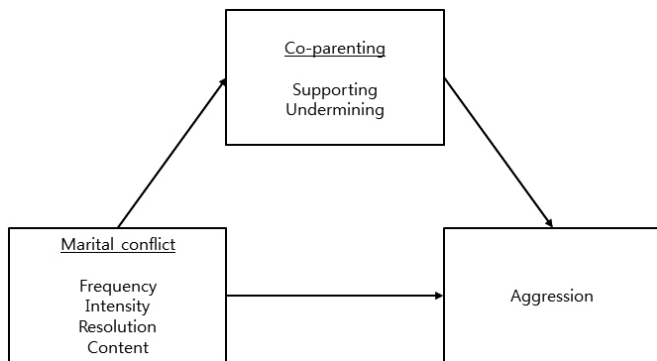 Co-parenting
Supporting
Undermining
Marital conflict
Frequency
Intensity
Resolution
Content
Aggression